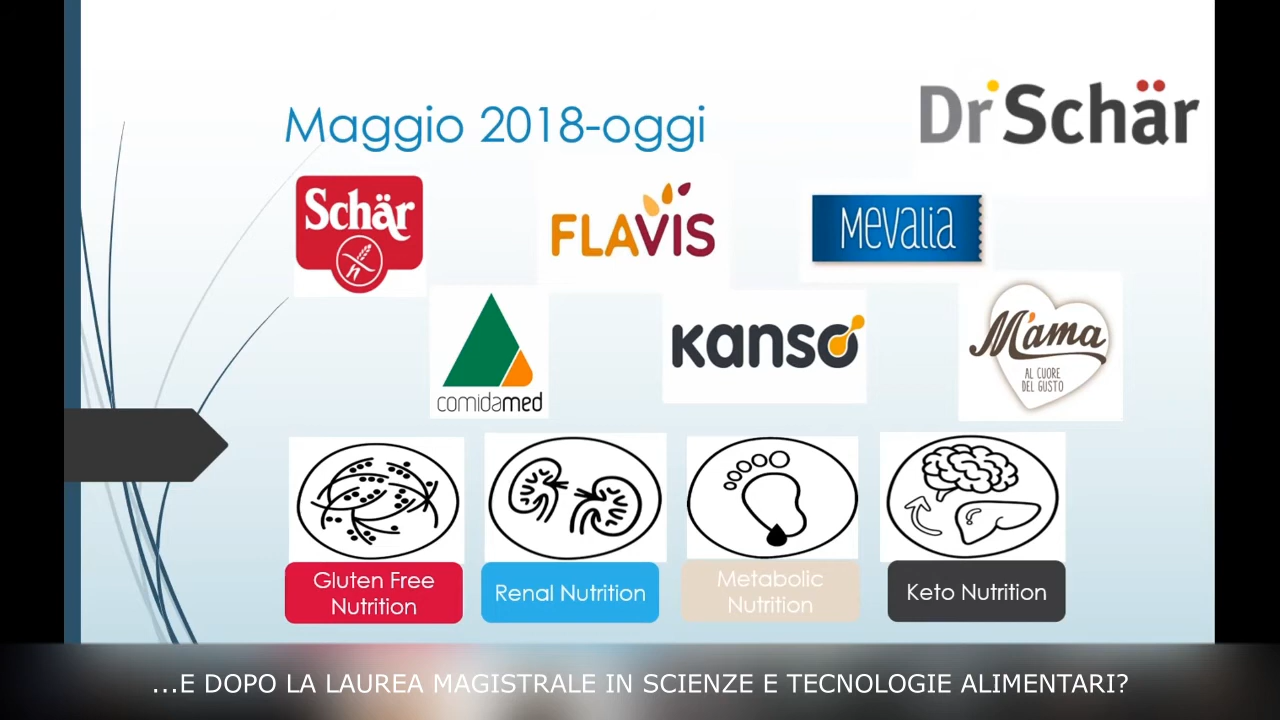 Maggio 2018-oggi
Dr Schär
Schär
FLAVIS
Mevalia
comidamed
Kanso
M'ama
AL CUORE
DEL GUSTO
Gluten Free
Nutrition
Renal Nutrition
Metabolic
Nutrition
Keto Nutrition
...E DOPO LA LAUREA MAGISTRALE IN SCIENZE E TECNOLOGIE ALIMENTARI?